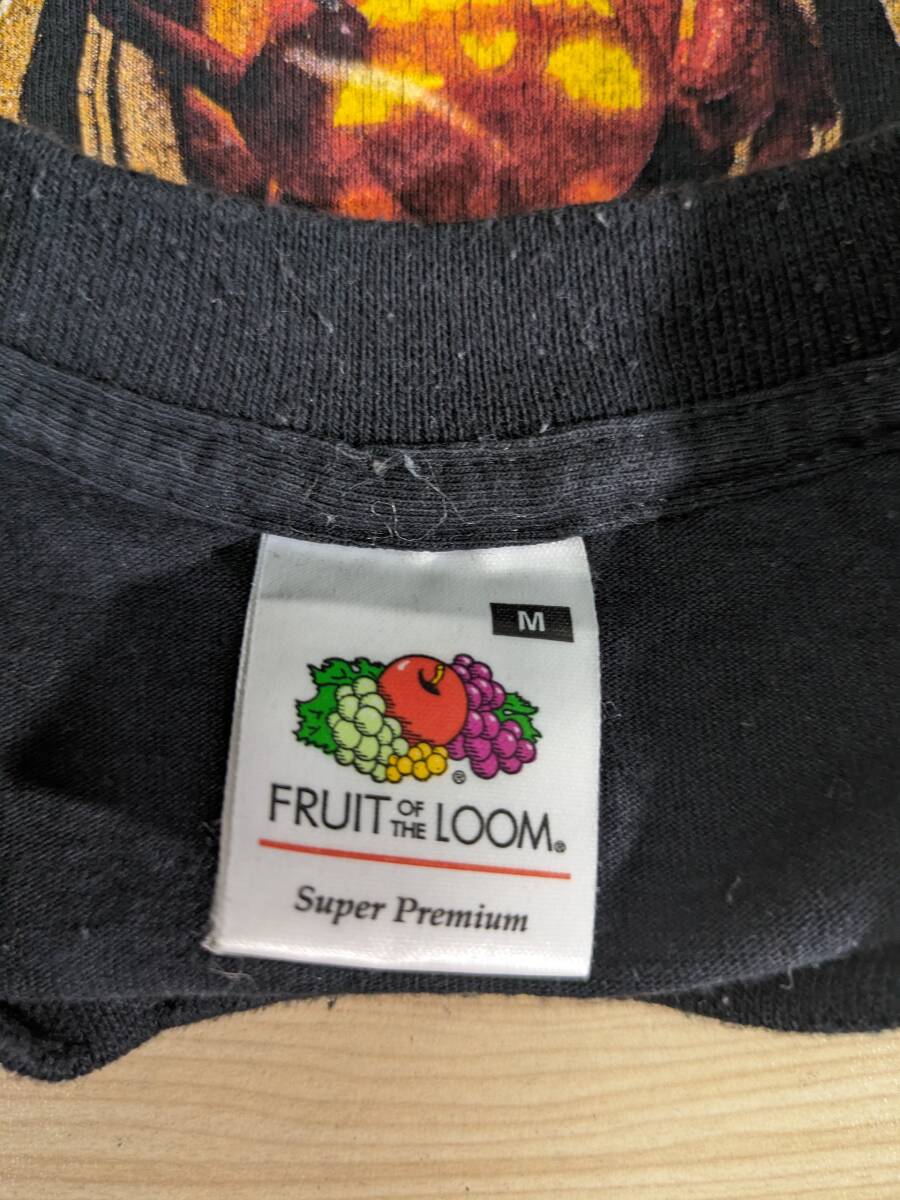 M
®
FRUIT OF THE LOOM®
Super Premium